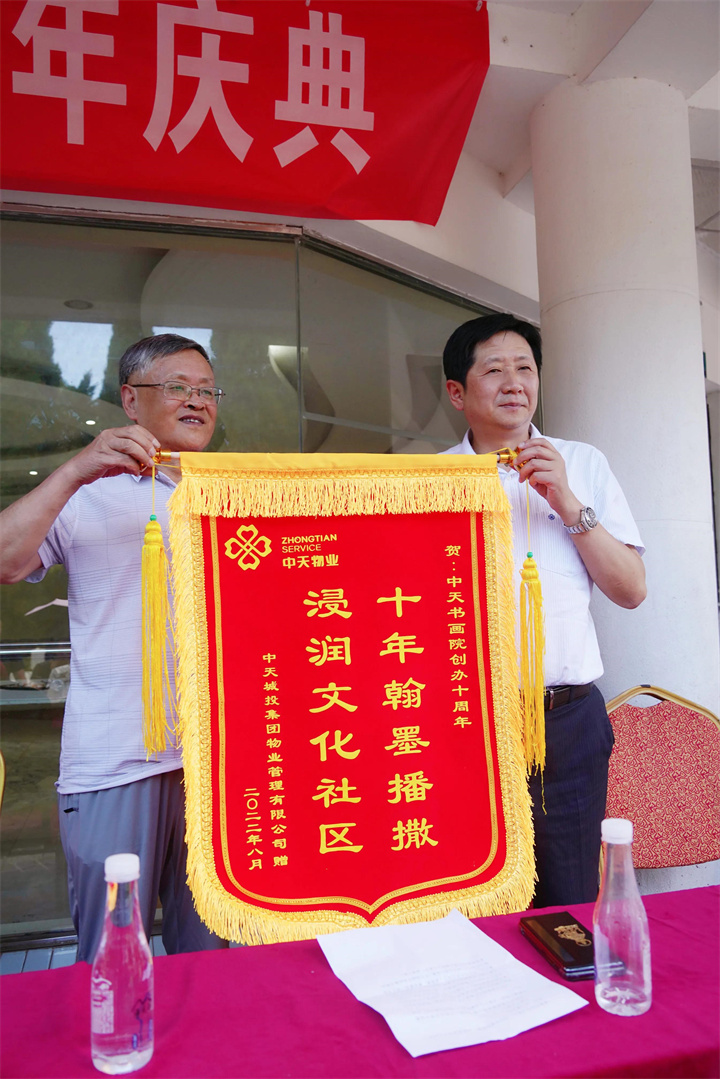 年庆典
ZHONGTIAN
SERVICE
中天物业
贺：中天书画院创办十周年
十年翰墨播撒
浸润文化社区
中天城投集团物业管理有限公司 赠
二〇二二年八月